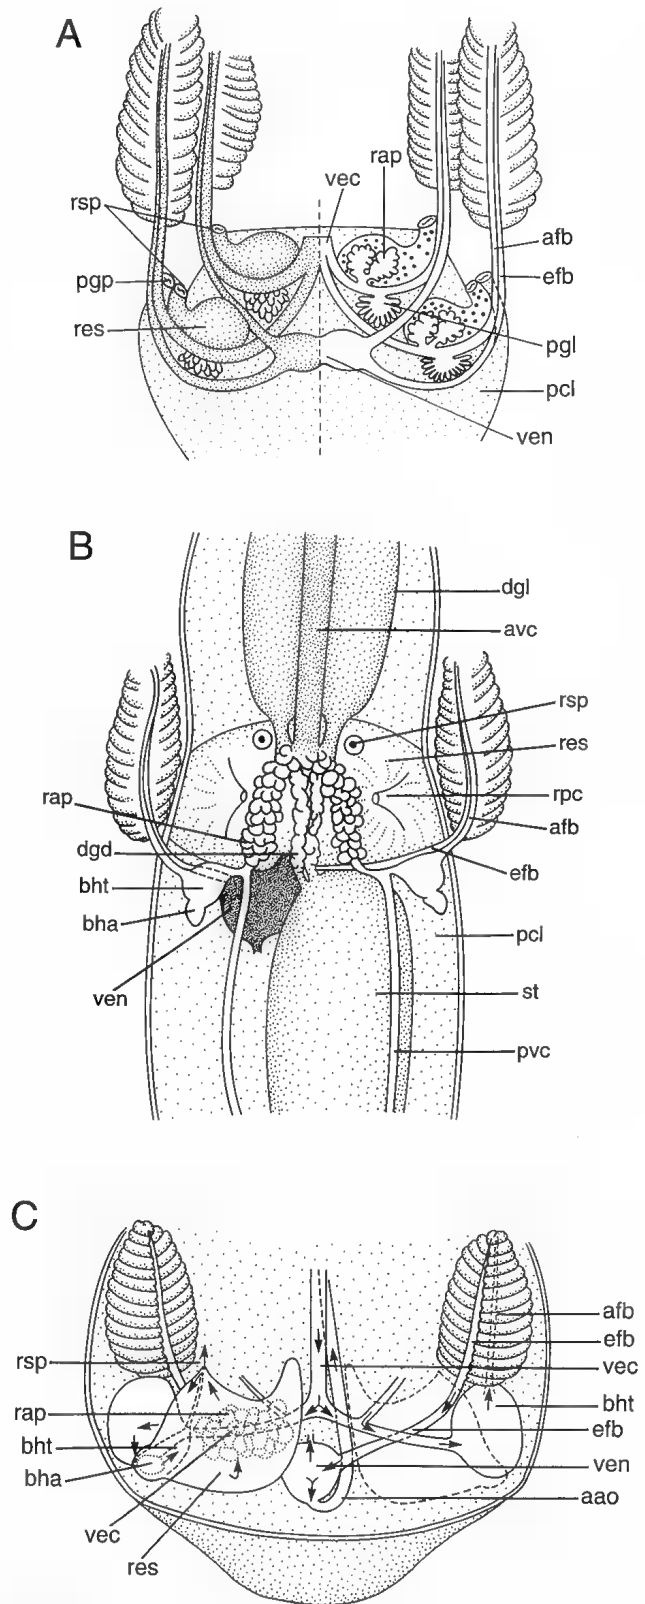 A
rap
vec
rsp
afb
pgp
efb
res
pgl
pcl
ven
B
dgl
avc
rsp
res
rap
rpc
afb
dgd
efb
bht
bha
pcl
ven
st
pvc
C
afb
efb
rsp
vec
rap
bht
bht
efb
bha
ven
vec
aao
res